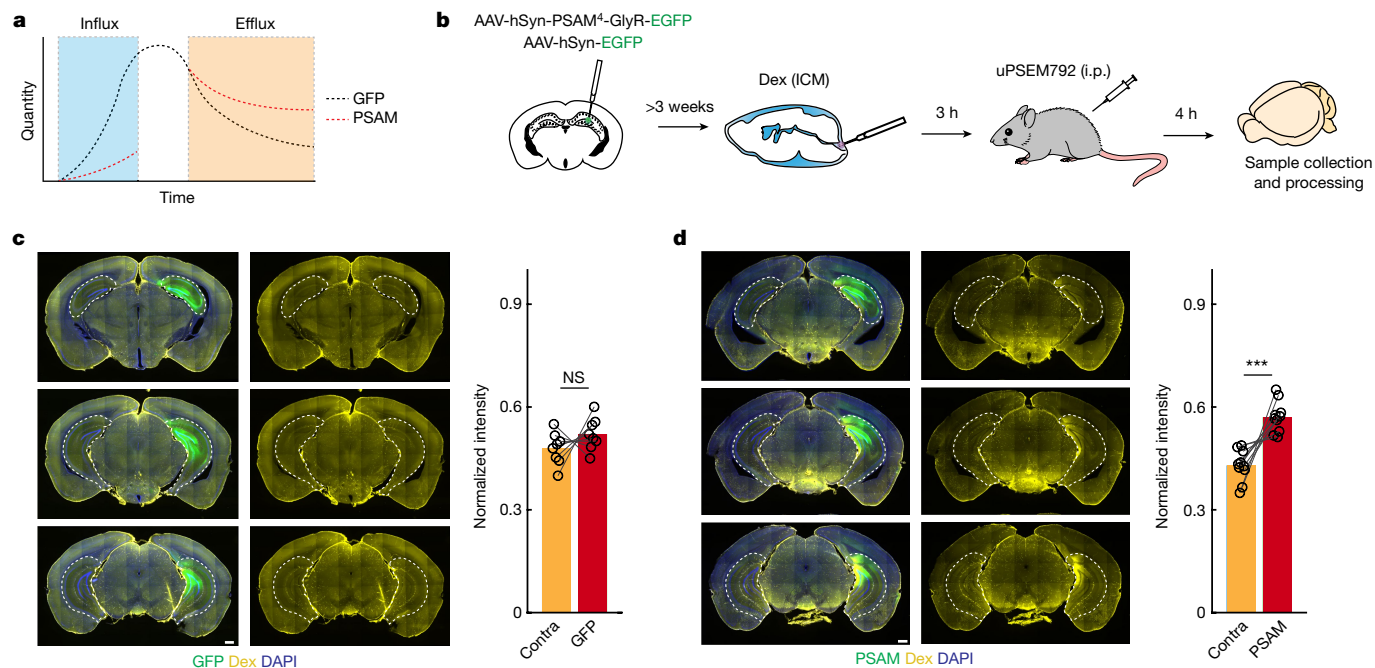 a
Influx
Efflux
Quantity
GFP
PSAM
Time
b
AAV-hSyn-PSAM⁴-GlyR-EGFP
AAV-hSyn-EGFP
>3 weeks
Dex (ICM)
3 h
uPSEM792 (i.p.)
4 h
Sample collection
and processing
c
Normalized intensity
0.9
0.6
0.3
0
NS
Contra
GFP
GFP Dex DAPI
d
Normalized intensity
0.9
0.6
0.3
0
***
Contra
PSAM
PSAM Dex DAPI